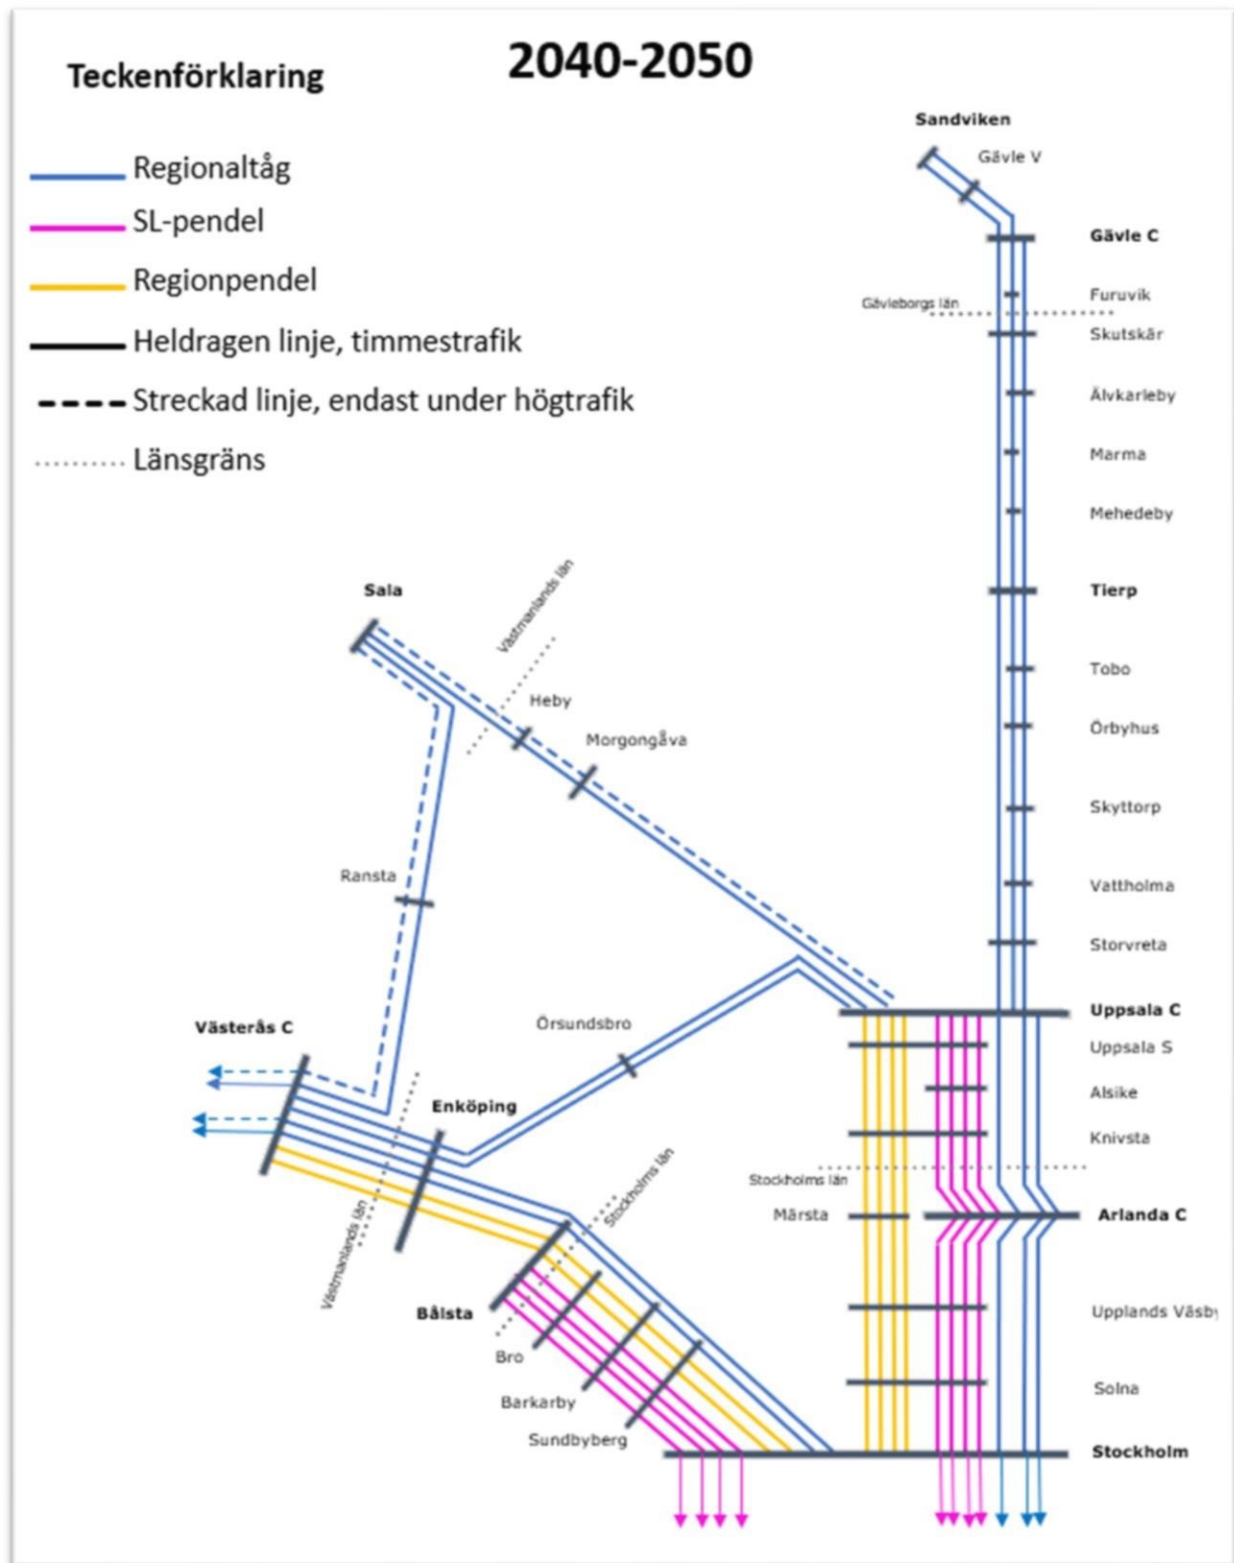 2040-2050
Teckenförklaring
Regionaltåg
SL-pendel
Regionpendel
Heldragen linje, timmestrafik
Streckad linje, endast under högtrafik
Länsgräns
Sandviken
Gävle V
Gävle C
Furuvik
Gävleborgs län
Skutskär
Älvkarleby
Marma
Mehedeby
Tierp
Tobo
Örbyhus
Skyttorp
Vattholma
Storvreta
Uppsala C
Uppsala S
Alsike
Knivsta
Stockholms län
Märsta
Arlanda C
Upplands Väsby
Solna
Stockholm
Sala
Västmanlands län
Heby
Morgongåva
Ransta
Västerås C
Örsundsbro
Enköping
Stockholms län
Västmanlands län
Bålsta
Bro
Barkarby
Sundbyberg